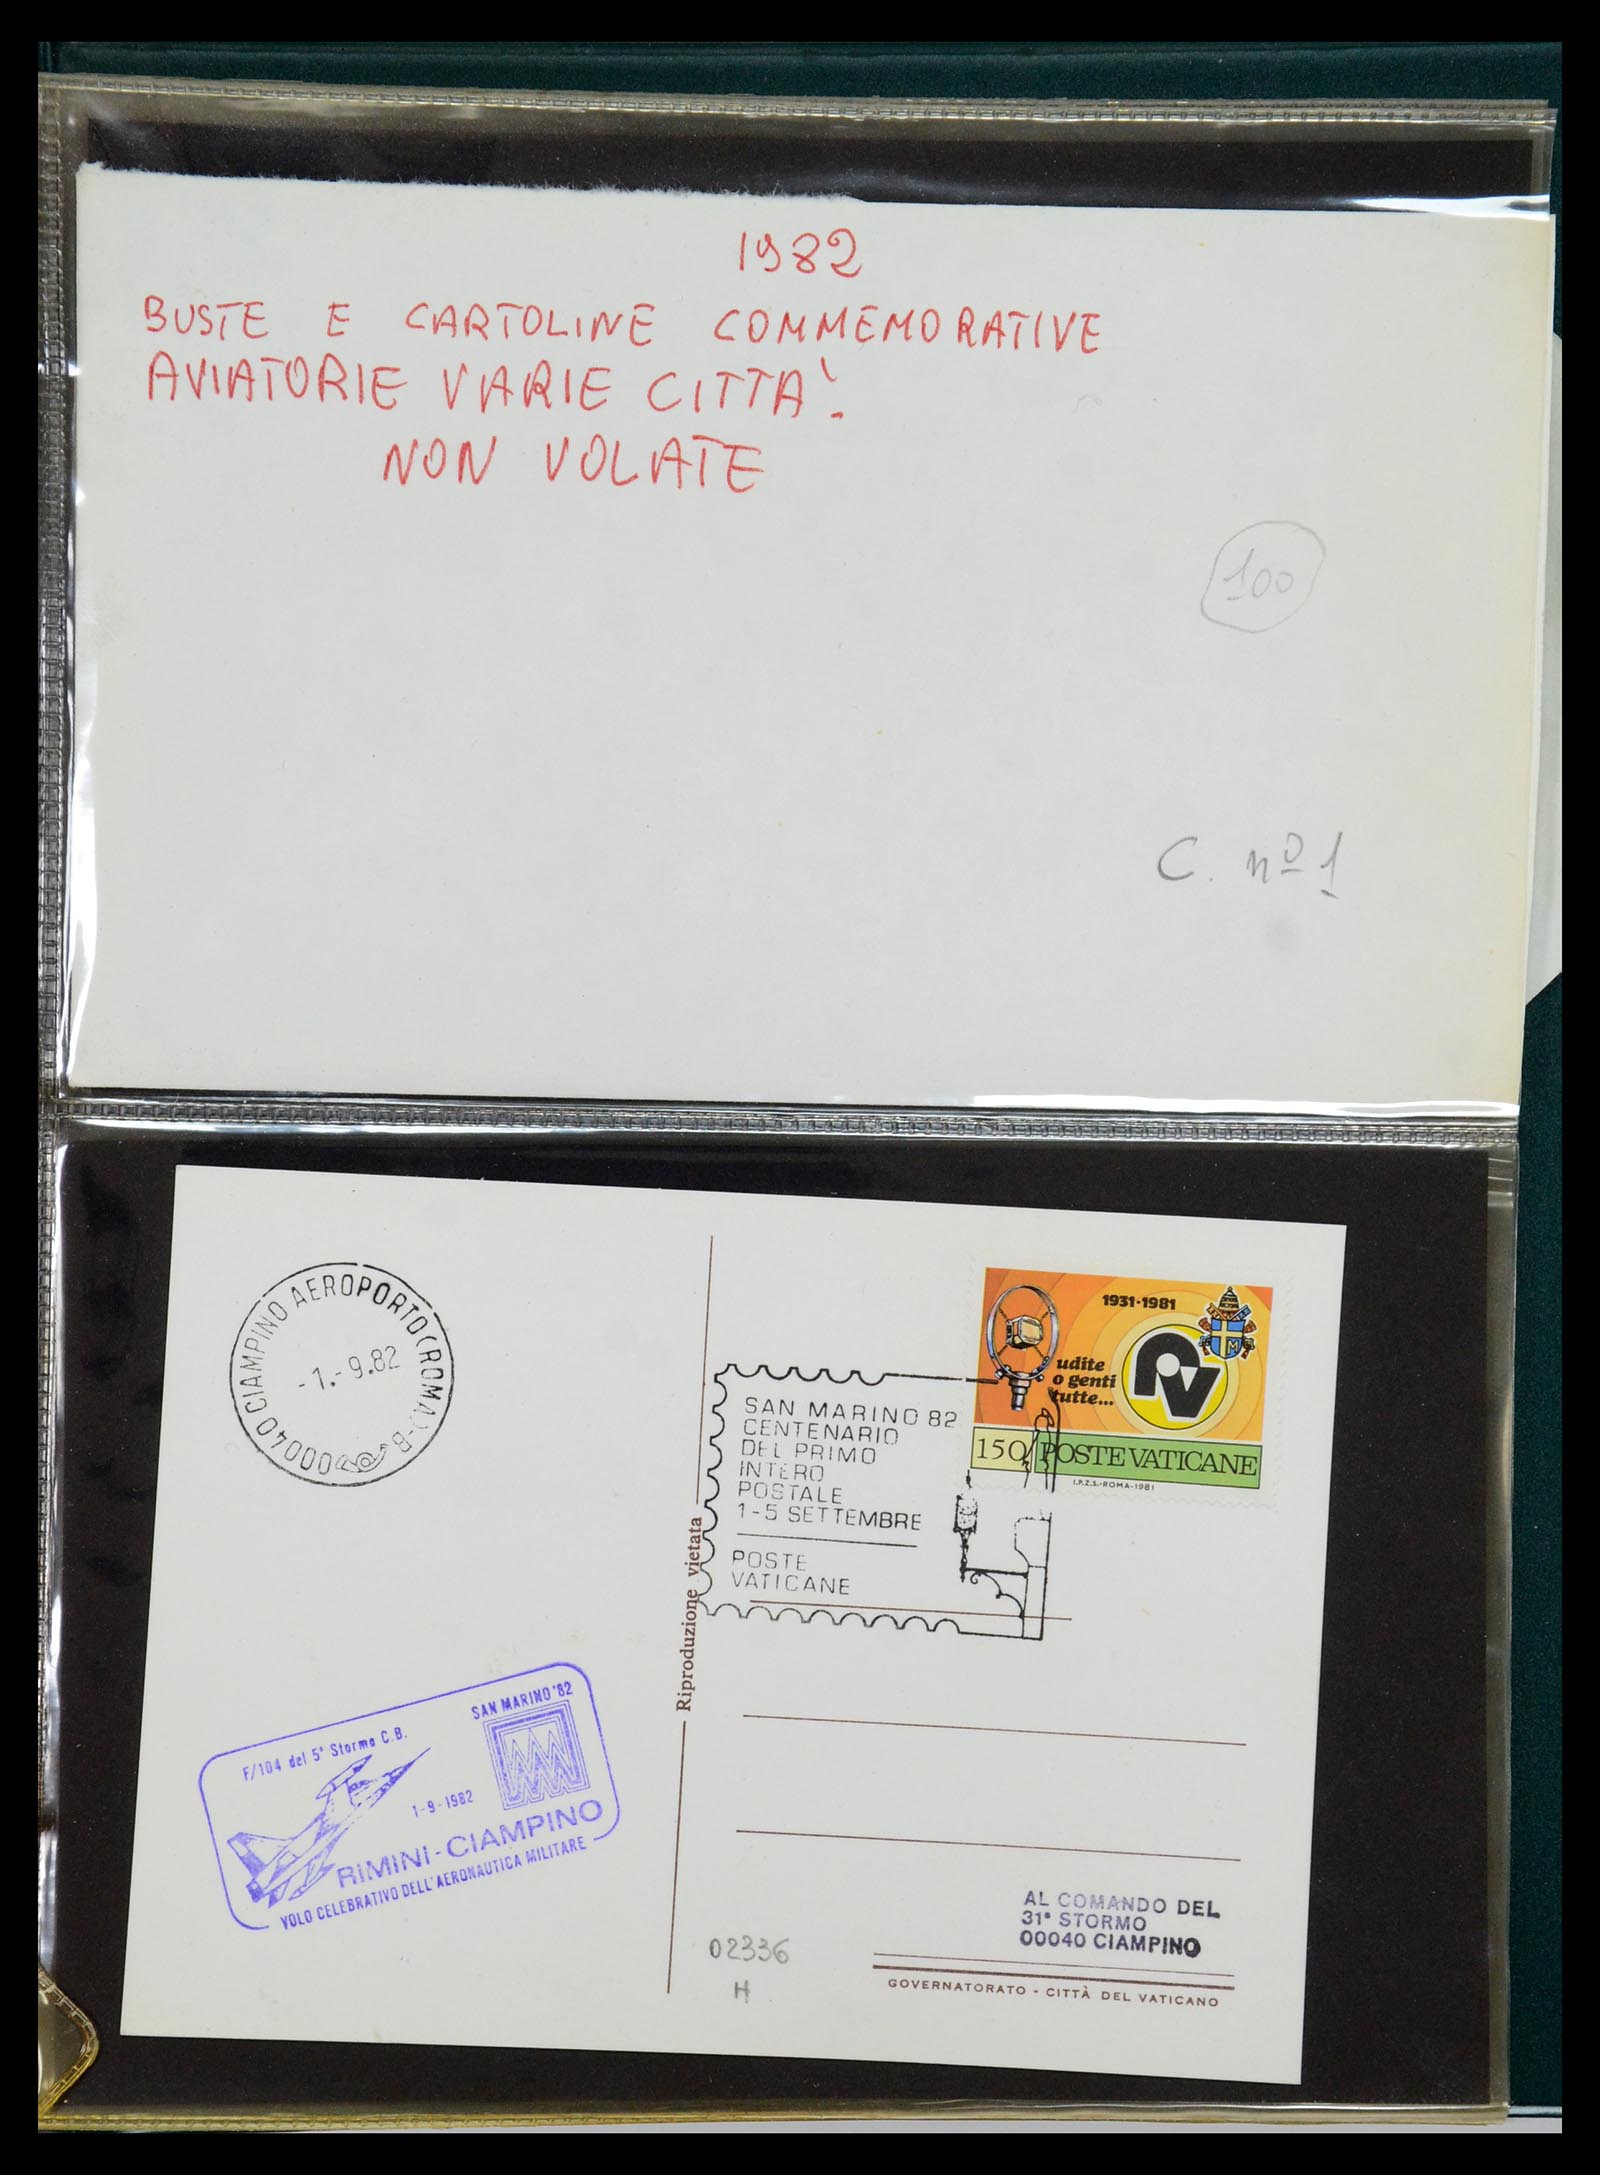 1982
BUSTE E CARTOLINE COMMEMORATIVE
AVIATORIE VARIE CITTA'.
NON VOLATE
100
C. nº 1
00040 CIAMPINO AEROPORTO (ROMA) - B
-1.-9.82
1931-1981
udite
o genti
tutte...
150 POSTE VATICANE
I.P.Z.S.-ROMA-1981
SAN MARINO 82
CENTENARIO
DEL PRIMO
INTERO
POSTALE
1-5 SETTEMBRE
POSTE
VATICANE
Riproduzione vietata
SAN MARINO '82
F/104 del 5° Stormo C.B.
1-9-1982
RIMINI-CIAMPINO
VOLO CELEBRATIVO DELL'AERONAUTICA MILITARE
AL COMANDO DEL
31° STORMO
00040 CIAMPINO
02336
H
GOVERNATORATO - CITTÀ DEL VATICANO